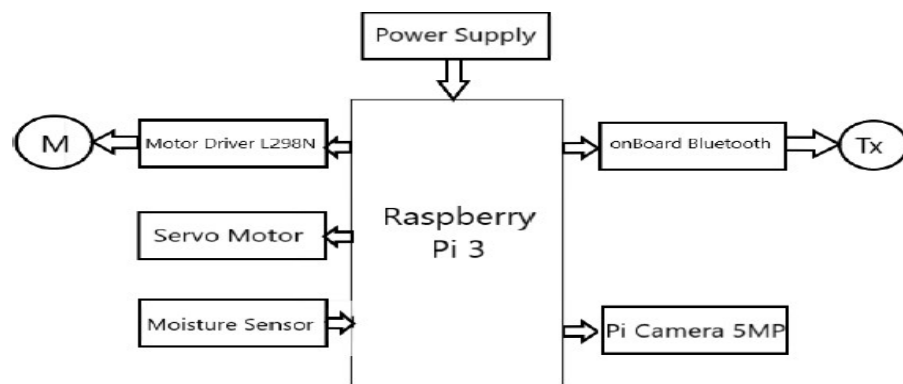 Power Supply
M
Motor Driver L298N
onBoard Bluetooth
Tx
Raspberry
Pi 3
Servo Motor
Moisture Sensor
Pi Camera 5MP